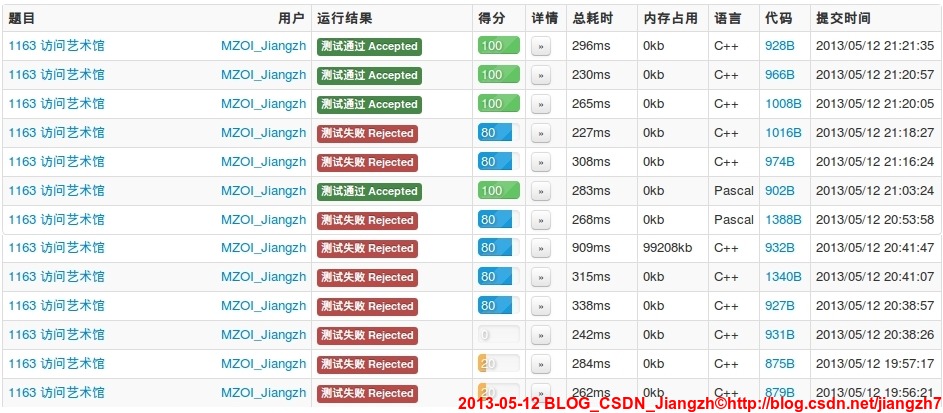 题目 用户 运行结果 得分 详情 总耗时 内存占用 语言 代码 提交时间
1163 访问艺术馆 MZOI_Jiangzh 测试通过 Accepted 100 » 296ms 0kb C++ 928B 2013/05/12 21:21:35
1163 访问艺术馆 MZOI_Jiangzh 测试通过 Accepted 100 » 230ms 0kb C++ 966B 2013/05/12 21:20:57
1163 访问艺术馆 MZOI_Jiangzh 测试通过 Accepted 100 » 265ms 0kb C++ 1008B 2013/05/12 21:20:05
1163 访问艺术馆 MZOI_Jiangzh 测试失败 Rejected 80 » 227ms 0kb C++ 1016B 2013/05/12 21:18:27
1163 访问艺术馆 MZOI_Jiangzh 测试失败 Rejected 80 » 308ms 0kb C++ 974B 2013/05/12 21:16:24
1163 访问艺术馆 MZOI_Jiangzh 测试通过 Accepted 100 » 283ms 0kb Pascal 902B 2013/05/12 21:03:24
1163 访问艺术馆 MZOI_Jiangzh 测试失败 Rejected 80 » 268ms 0kb Pascal 1388B 2013/05/12 20:53:58
1163 访问艺术馆 MZOI_Jiangzh 测试失败 Rejected 80 » 909ms 99208kb C++ 932B 2013/05/12 20:41:47
1163 访问艺术馆 MZOI_Jiangzh 测试失败 Rejected 80 » 315ms 0kb C++ 1340B 2013/05/12 20:41:07
1163 访问艺术馆 MZOI_Jiangzh 测试失败 Rejected 80 » 338ms 0kb C++ 927B 2013/05/12 20:38:57
1163 访问艺术馆 MZOI_Jiangzh 测试失败 Rejected 0 » 242ms 0kb C++ 931B 2013/05/12 20:38:26
1163 访问艺术馆 MZOI_Jiangzh 测试失败 Rejected 20 » 284ms 0kb C++ 875B 2013/05/12 19:57:17
1163 访问艺术馆 MZOI_Jiangzh 测试失败 Rejected 20 » 262ms 0kb C++ 879B 2013/05/12 19:56:21
2013-05-12 BLOG_CSDN_Jiangzh©http://blog.csdn.net/jiangzh7